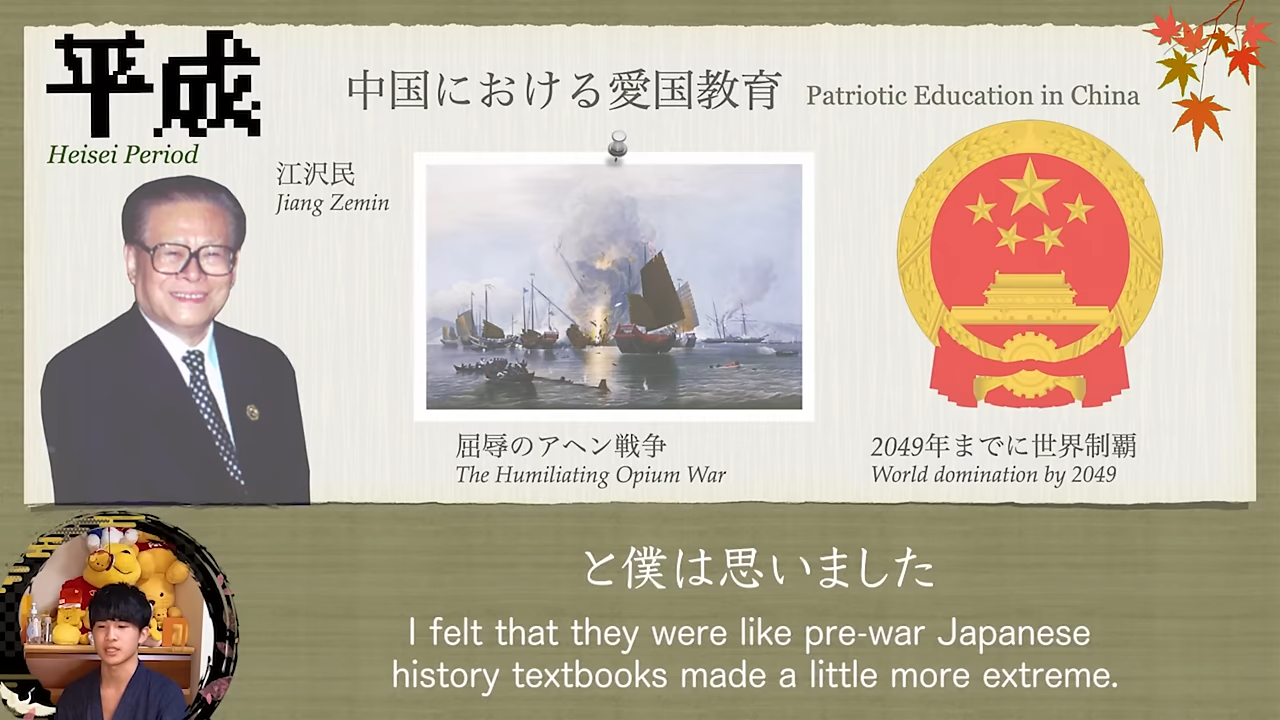 平成
Heisei Period
中国における愛国教育 Patriotic Education in China
江沢民
Jiang Zemin
屈辱のアヘン戦争
The Humiliating Opium War
2049年までに世界制覇
World domination by 2049
と僕は思いました
I felt that they were like pre-war Japanese
history textbooks made a little more extreme.